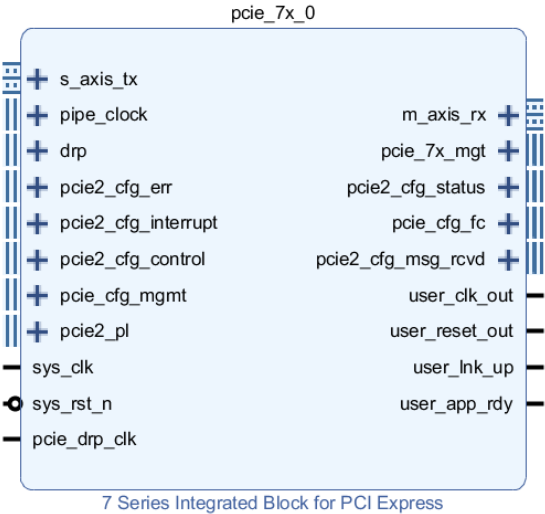 pcie_7x_0
s_axis_tx
pipe_clock
m_axis_rx
drp
pcie_7x_mgt
pcie2_cfg_err
pcie2_cfg_status
pcie2_cfg_interrupt
pcie_cfg_fc
pcie2_cfg_control
pcie2_cfg_msg_rcvd
pcie_cfg_mgmt
user_clk_out
pcie2_pl
user_reset_out
sys_clk
user_lnk_up
sys_rst_n
user_app_rdy
pcie_drp_clk
7 Series Integrated Block for PCI Express